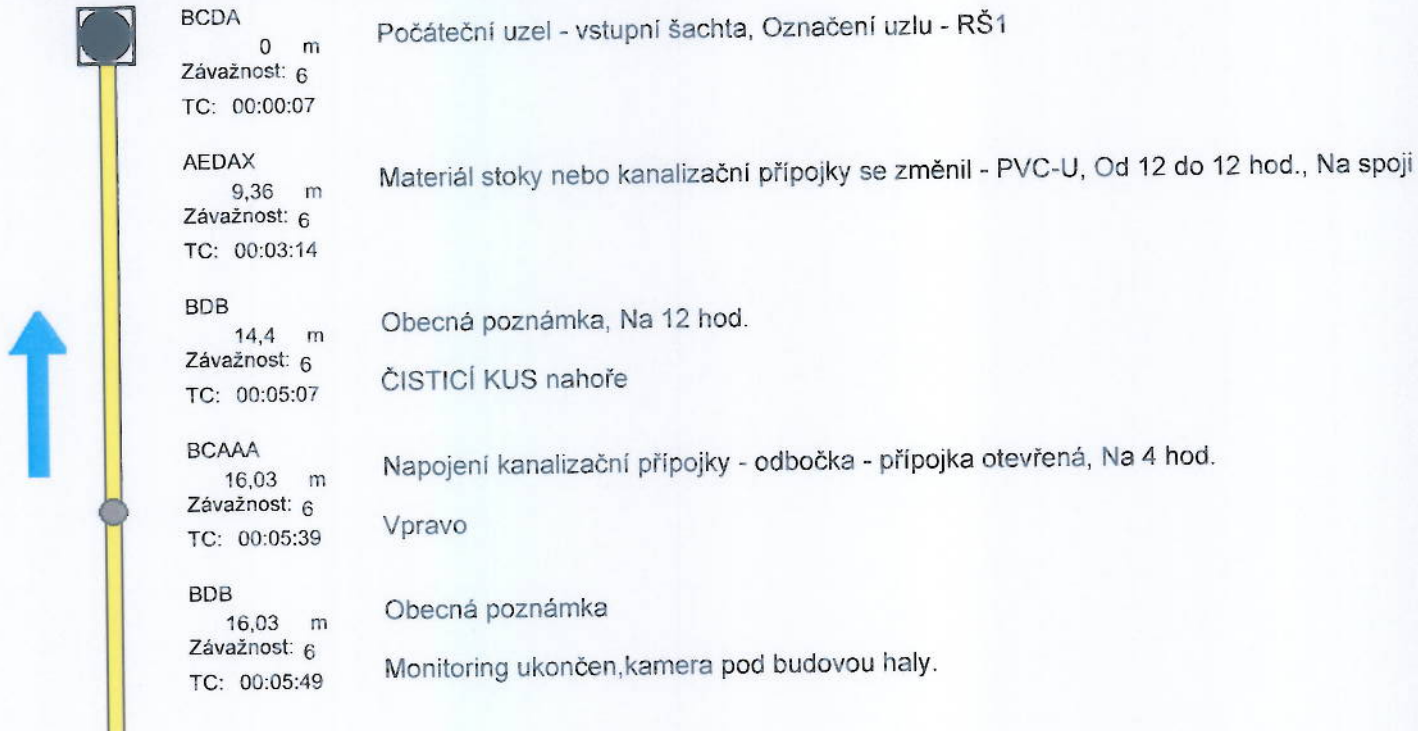 BCDA
0 m
Závažnost: 6
TC: 00:00:07
Počáteční uzel - vstupní šachta, Označení uzlu - RŠ1
AEDAX
9,36 m
Závažnost: 6
TC: 00:03:14
Materiál stoky nebo kanalizační přípojky se změnil - PVC-U, Od 12 do 12 hod., Na spoji
BDB
14,4 m
Závažnost: 6
TC: 00:05:07
Obecná poznámka, Na 12 hod.
ČISTICÍ KUS nahoře
BCAAA
16,03 m
Závažnost: 6
TC: 00:05:39
Napojení kanalizační přípojky - odbočka - přípojka otevřená, Na 4 hod.
Vpravo
BDB
16,03 m
Závažnost: 6
TC: 00:05:49
Obecná poznámka
Monitoring ukončen,kamera pod budovou haly.